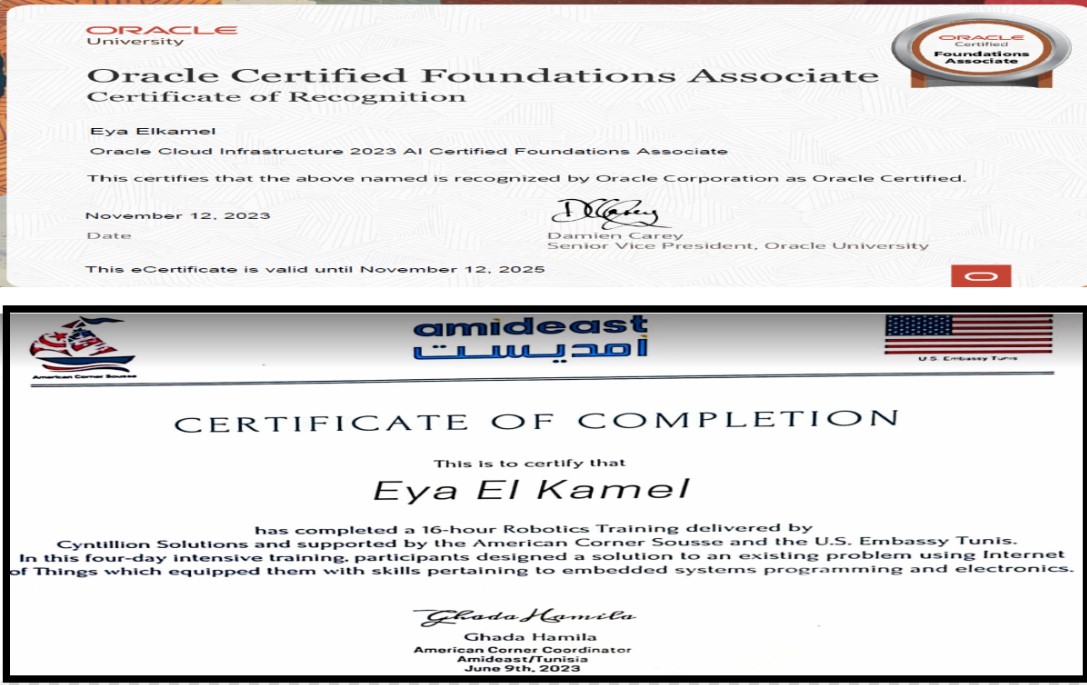 ORACLE
University
ORACLE
Certified
Foundations
Associate
Oracle Certified Foundations Associate
Certificate of Recognition
Eya Elkamel
Oracle Cloud Infrastructure 2023 AI Certified Foundations Associate
This certifies that the above named is recognized by Oracle Corporation as Oracle Certified.
November 12, 2023
Date
Damien Carey
Senior Vice President, Oracle University
This eCertificate is valid until November 12, 2025
American Corner Sousse
amideast
أمديست
U.S. Embassy Tunis
CERTIFICATE OF COMPLETION
This is to certify that
Eya El Kamel
has completed a 16-hour Robotics Training delivered by
Cyntillion Solutions and supported by the American Corner Sousse and the U.S. Embassy Tunis.
In this four-day intensive training, participants designed a solution to an existing problem using Internet
of Things which equipped them with skills pertaining to embedded systems programming and electronics.
Ghada Hamila
Ghada Hamila
American Corner Coordinator
Amideast/Tunisia
June 9th, 2023